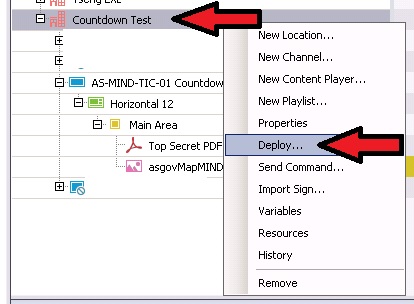 Tseng EXE
Countdown Test
AS-MIND-TIC-01 Countdow
Horizontal 12
Main Area
Top Secret PDF
asgovMapMIND
New Location...
New Channel...
New Content Player...
New Playlist...
Properties
Deploy...
Send Command...
Import Sign...
Variables
Resources
History
Remove